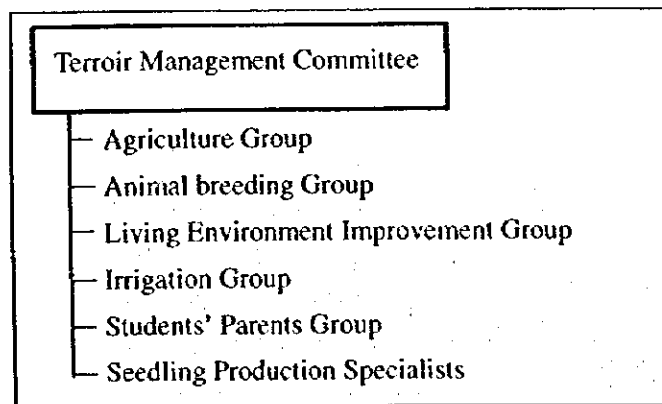 Terroir Management Committee
Agriculture Group
Animal breeding Group
Living Environment Improvement Group
Irrigation Group
Students' Parents Group
Seedling Production Specialists